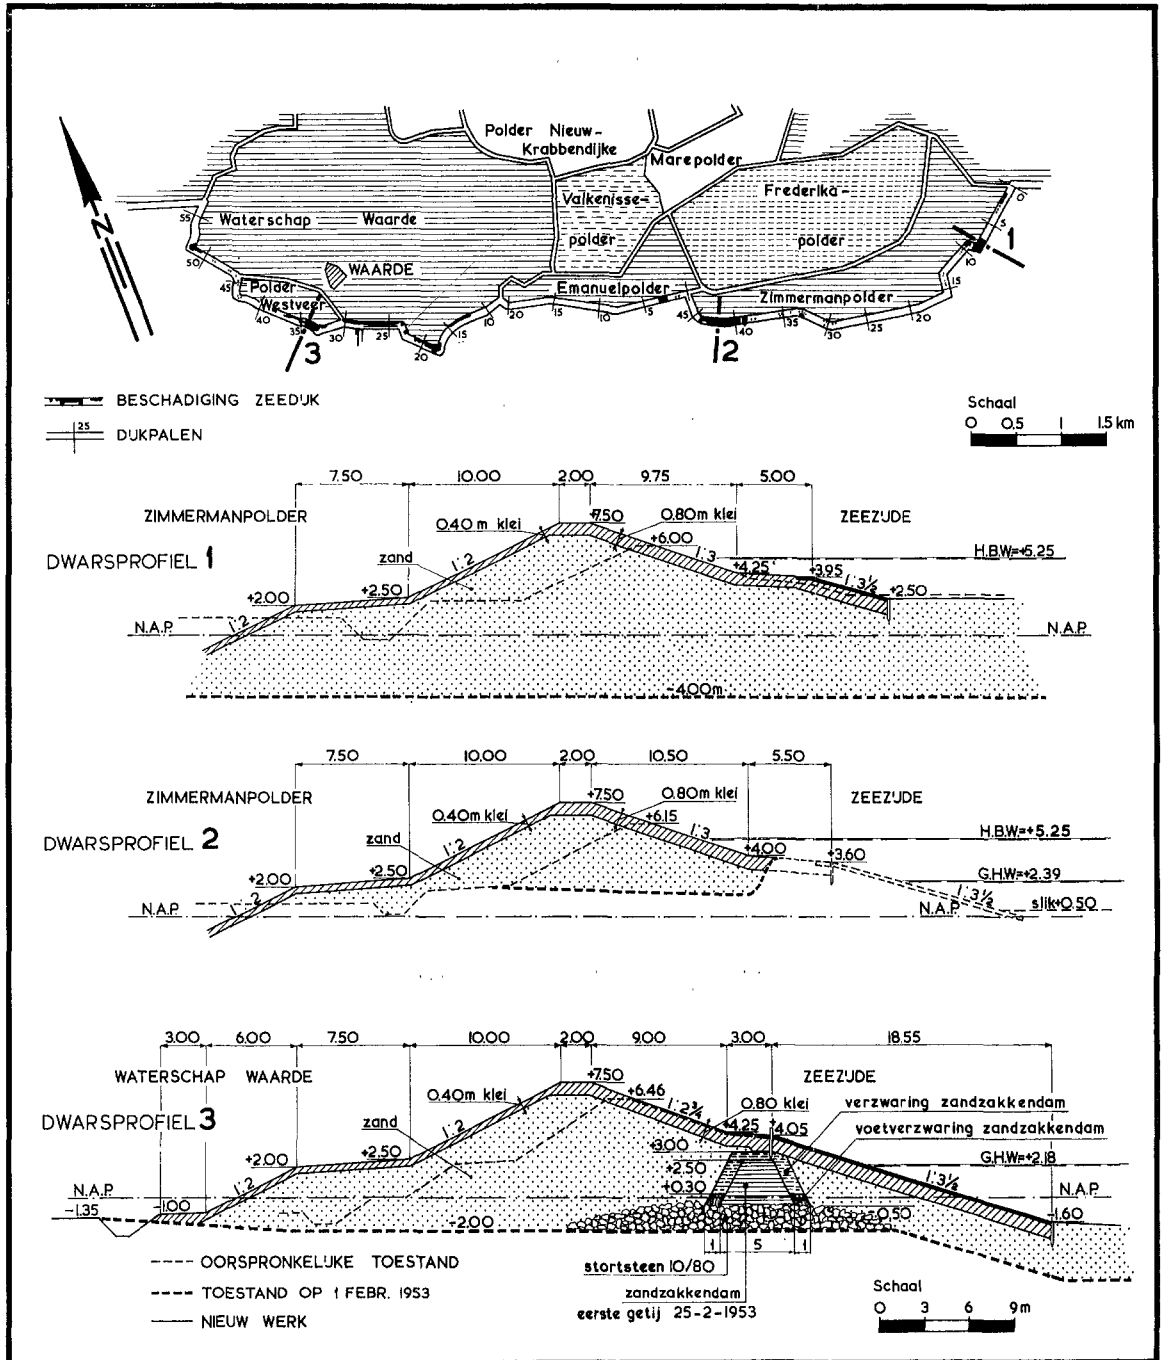 Polder Nieuw-
Krabbendijke
Marepolder
Valkenisse-
polder
Frederika-
polder
Waterschap Waarde
WAARDE
Polder
Westveer
Emanuelpolder
Zimmermanpolder
N
55
50
45
40
35
30
25
20
15
10
20
15
10
5
45
40
35
30
25
20
15
10
5
0
1
2
3
BESCHADIGING ZEEDIJK
25
DIJKPALEN
Schaal
0 0.5 1 1.5 km
7.50 10.00 2.00 9.75 5.00
ZIMMERMANPOLDER
ZEEZIJDE
DWARSPROFIEL 1
0.40 m klei
+7.50
0.80m klei
+6.00
zand
1:2
1:3
H.B.W=+5.25
+4.25
+3.95
1:3½
+2.50
+2.00
+2.50
1:2
N.A.P.
N.A.P.
-4.00m
7.50 10.00 2.00 10.50 5.50
ZIMMERMANPOLDER
ZEEZIJDE
DWARSPROFIEL 2
0.40m klei
+7.50
0.80m klei
+6.15
zand
1:2
1:3
H.B.W=+5.25
+4.00
+3.60
G.H.W=+2.39
+2.00
+2.50
1:2
1:3½
N.A.P.
N.A.P.
slik+0.50
3.00 6.00 7.50 10.00 2.00 9.00 3.00 18.55
WATERSCHAP WAARDE
ZEEZIJDE
DWARSPROFIEL 3
0.40m klei
+7.50
+6.46
1:2¾
0.80 klei
verzwaring zandzakkendam
voetverzwaring zandzakkendam
zand
1:2
+4.25
+4.05
+3.00
+2.50
+0.30
G.H.W=+2.18
+2.00
+2.50
1:2
1:3½
N.A.P.
N.A.P.
-1.35
-1.00
-2.00
-0.50
-1.60
1 5 1
stortsteen 10/80
zandzakkendam
eerste getij 25-2-1953
OORSPRONKELIJKE TOESTAND
TOESTAND OP 1 FEBR. 1953
NIEUW WERK
Schaal
0 3 6 9m